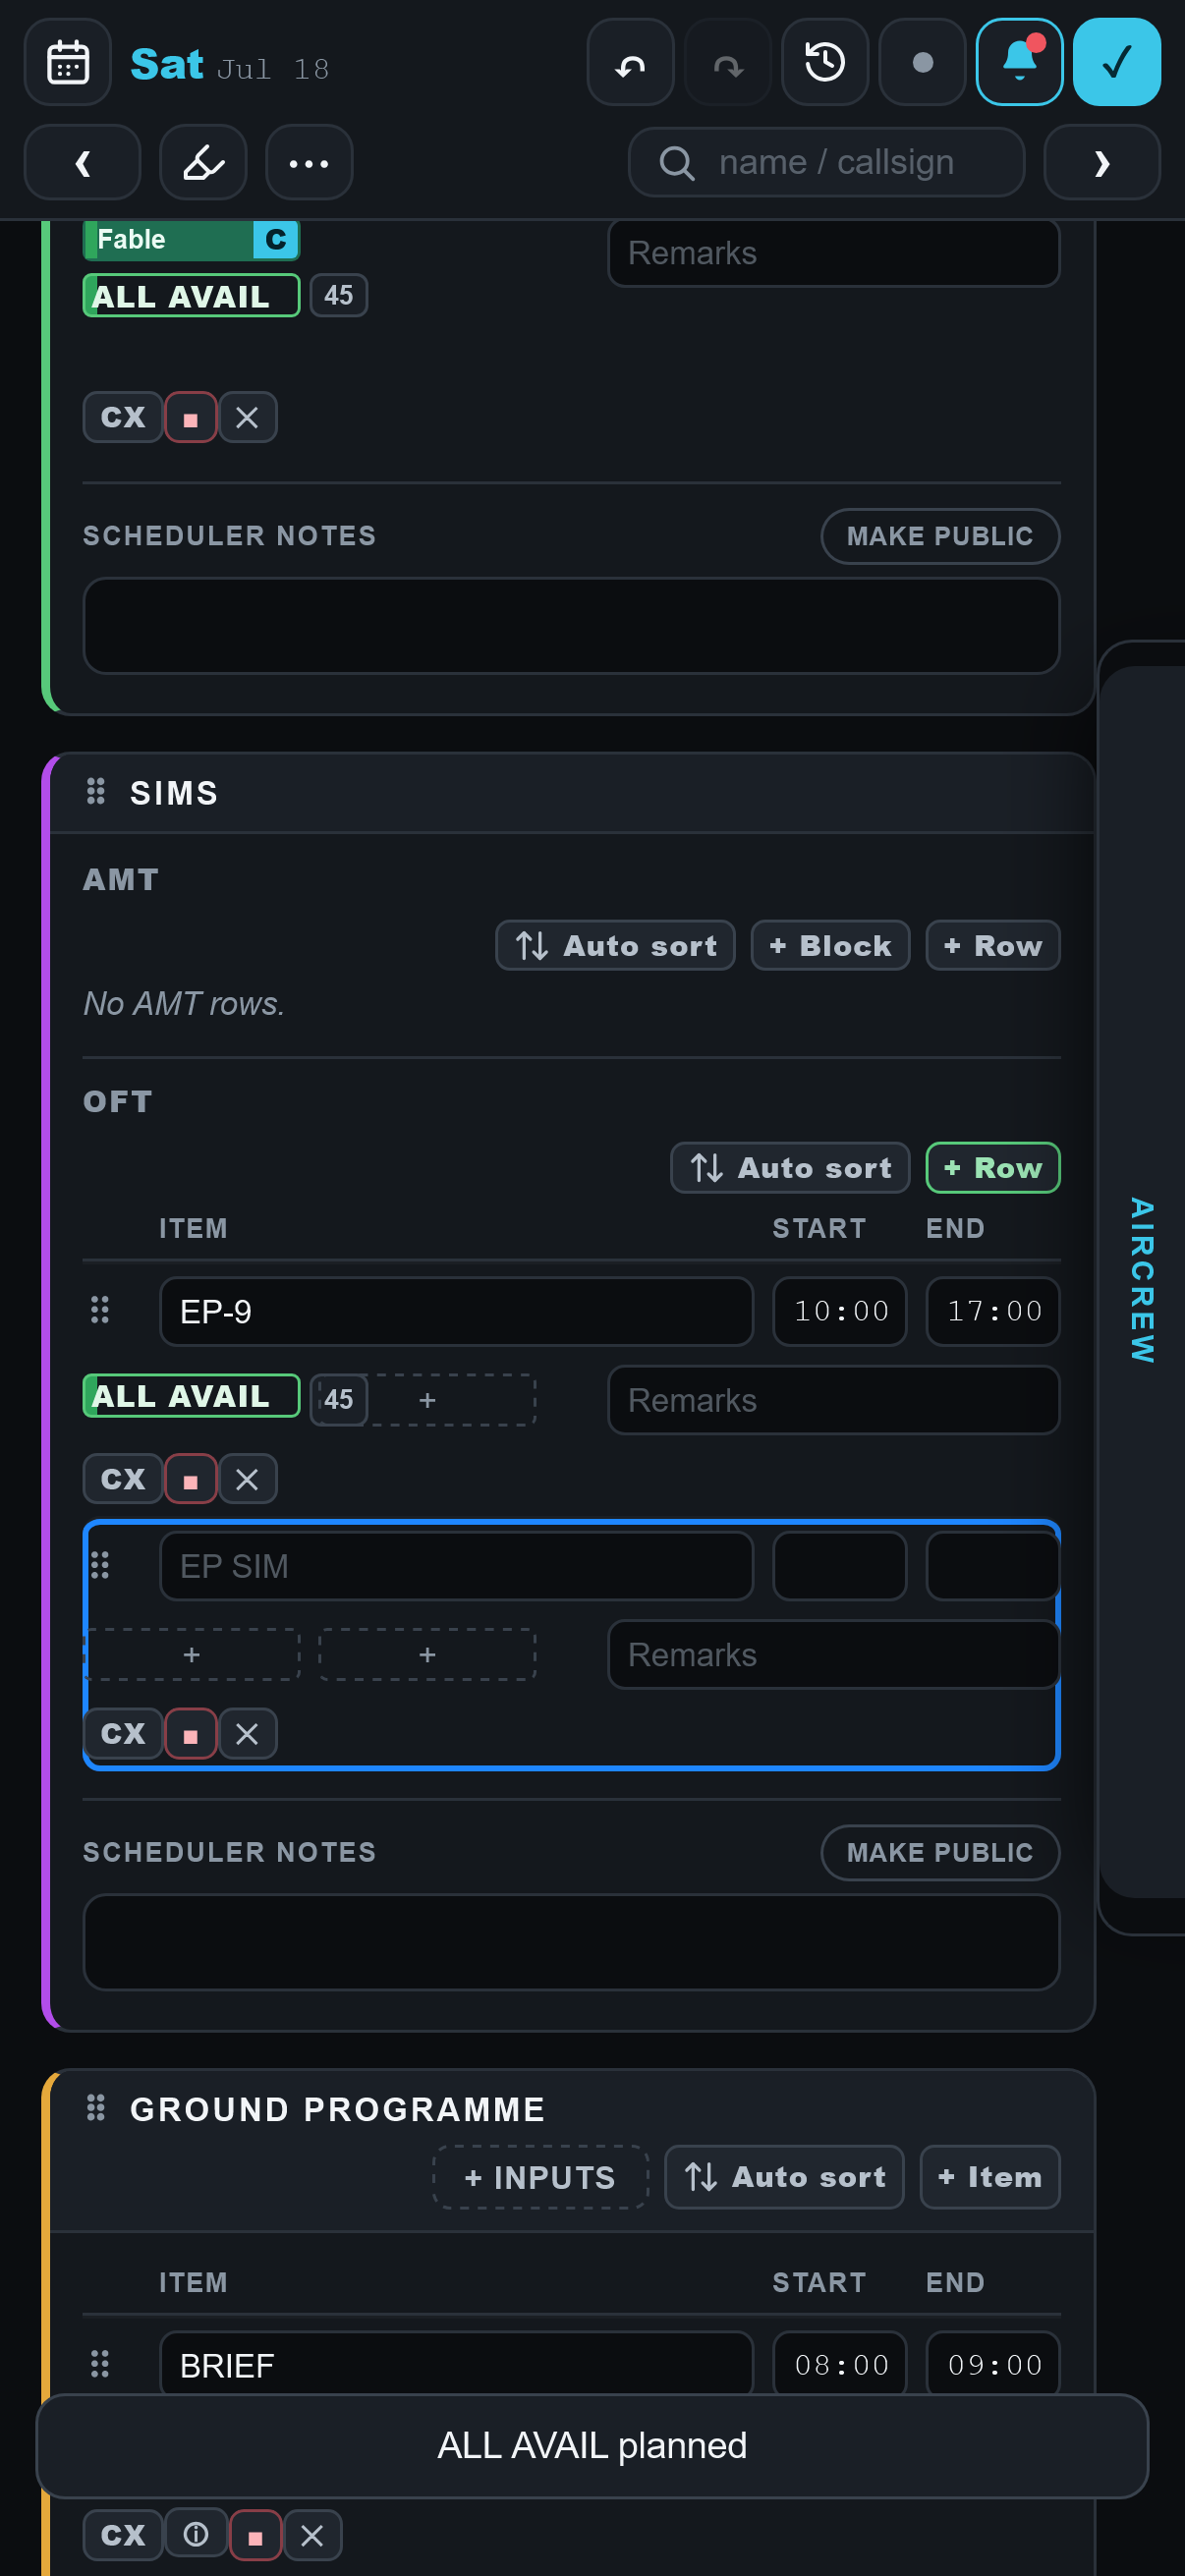 Sat Jul 18
name / callsign
Fable C
Remarks
ALL AVAIL 45
CX
SCHEDULER NOTES MAKE PUBLIC
SIMS
AMT
Auto sort + Block + Row
No AMT rows.
OFT
Auto sort + Row
ITEM START END
EP-9 10:00 17:00
ALL AVAIL 45 + Remarks
CX
EP SIM
+ + Remarks
CX
SCHEDULER NOTES MAKE PUBLIC
AIRCREW
GROUND PROGRAMME
+ INPUTS Auto sort + Item
ITEM START END
BRIEF 08:00 09:00
ALL AVAIL planned
CX